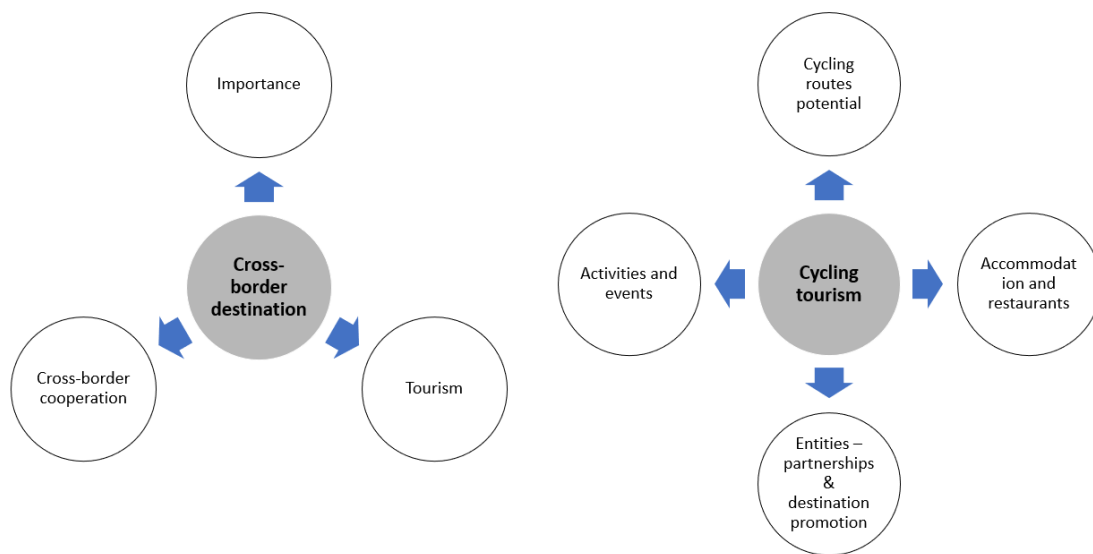 Importance
Cross-
border
destination
Cross-border
cooperation
Tourism
Cycling
routes
potential
Activities and
events
Cycling
tourism
Accommodat
ion and
restaurants
Entities –
partnerships
&
destination
promotion